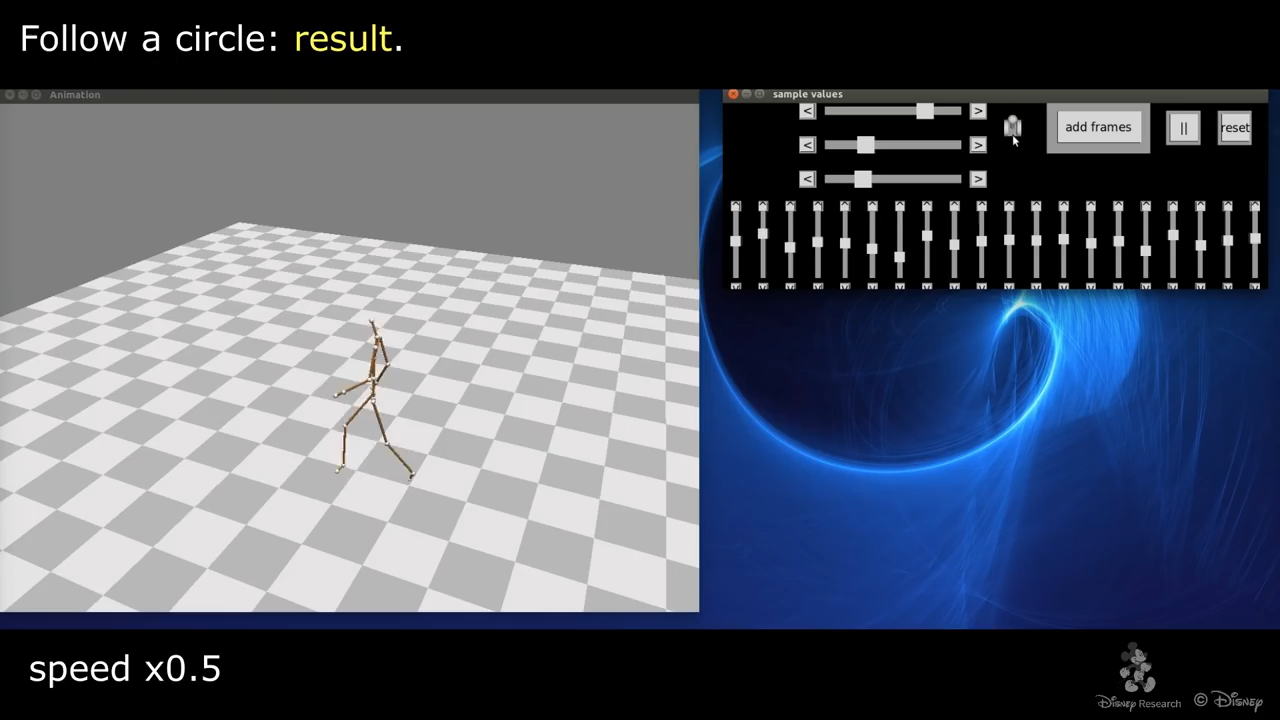 Follow a circle: result.
Animation
sample values
< >
add frames
||
reset
< >
< >
speed x0.5
Disney Research
© Disney